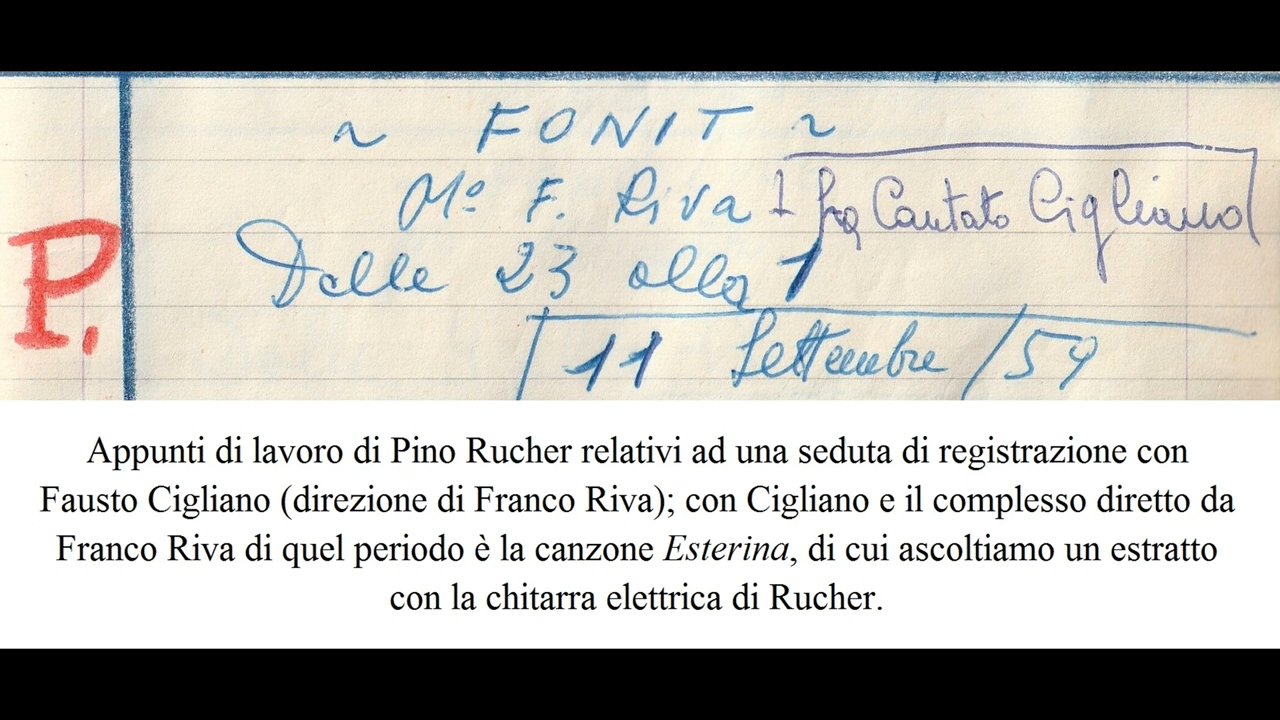 ~ FONIT ~
P.
Mº F. Riva 1 Cantato Cigliano
Dalle 23 alla 1
11 Settembre /59
Appunti di lavoro di Pino Rucher relativi ad una seduta di registrazione con
Fausto Cigliano (direzione di Franco Riva); con Cigliano e il complesso diretto da
Franco Riva di quel periodo è la canzone Esterina, di cui ascoltiamo un estratto
con la chitarra elettrica di Rucher.